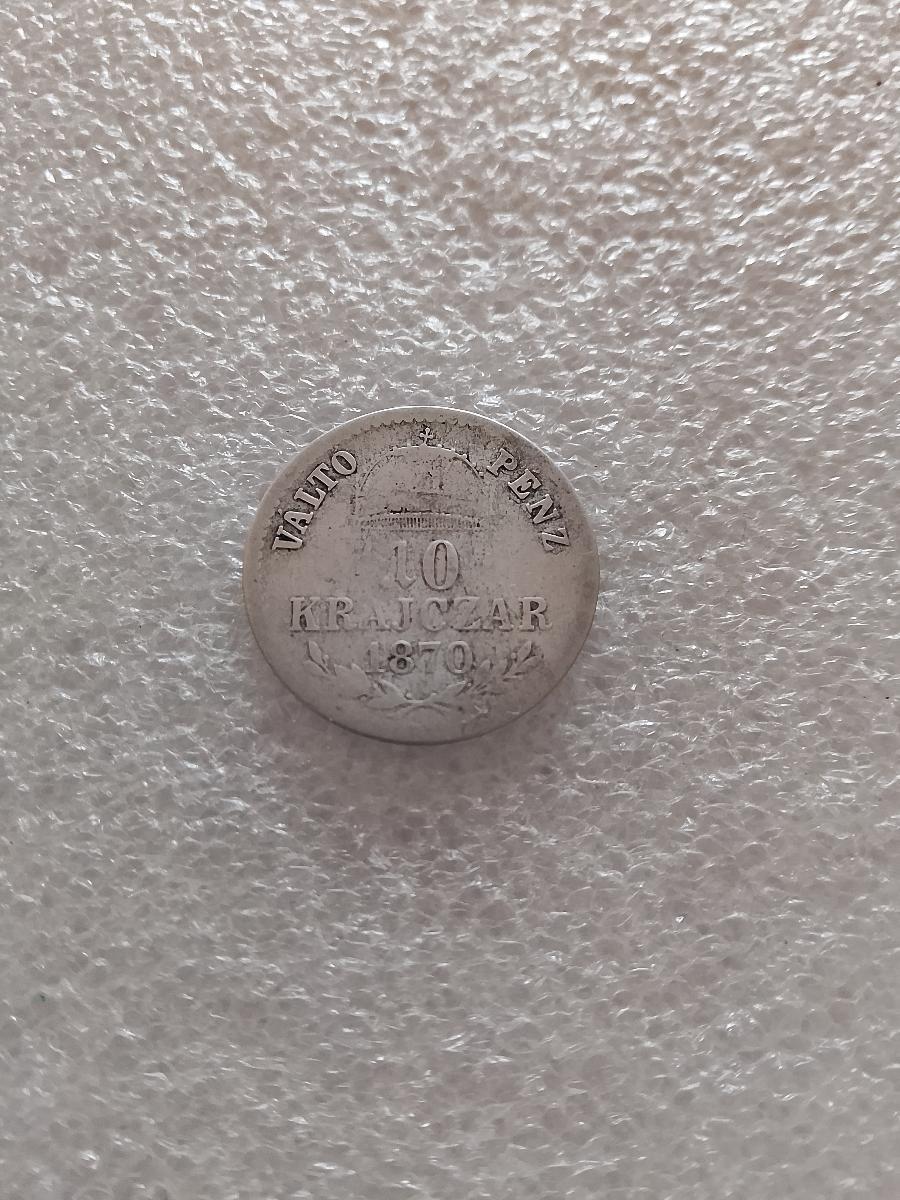 VALTO PENZ
10
KRAJCZAR
1870